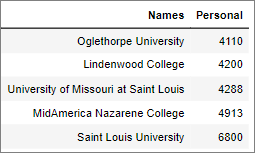 Names Personal
Oglethorpe University 4110
Lindenwood College 4200
University of Missouri at Saint Louis 4288
MidAmerica Nazarene College 4913
Saint Louis University 6800